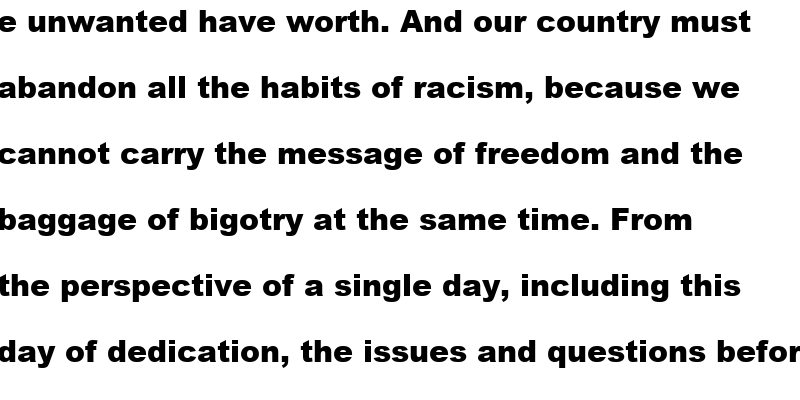 e unwanted have worth. And our country must
abandon all the habits of racism, because we
cannot carry the message of freedom and the
baggage of bigotry at the same time. From
the perspective of a single day, including this
day of dedication, the issues and questions befor